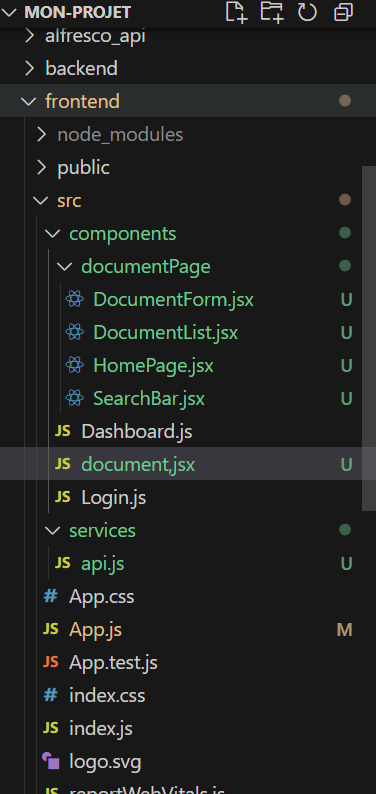 MON-PROJET
alfresco_api
backend
frontend
node_modules
public
src
components
documentPage
DocumentForm.jsx U
DocumentList.jsx U
HomePage.jsx U
SearchBar.jsx U
JS Dashboard.js
JS document,jsx U
JS Login.js
services
JS api.js U
# App.css
JS App.js M
JS App.test.js
# index.css
JS index.js
logo.svg
JS reportWebVitals.js